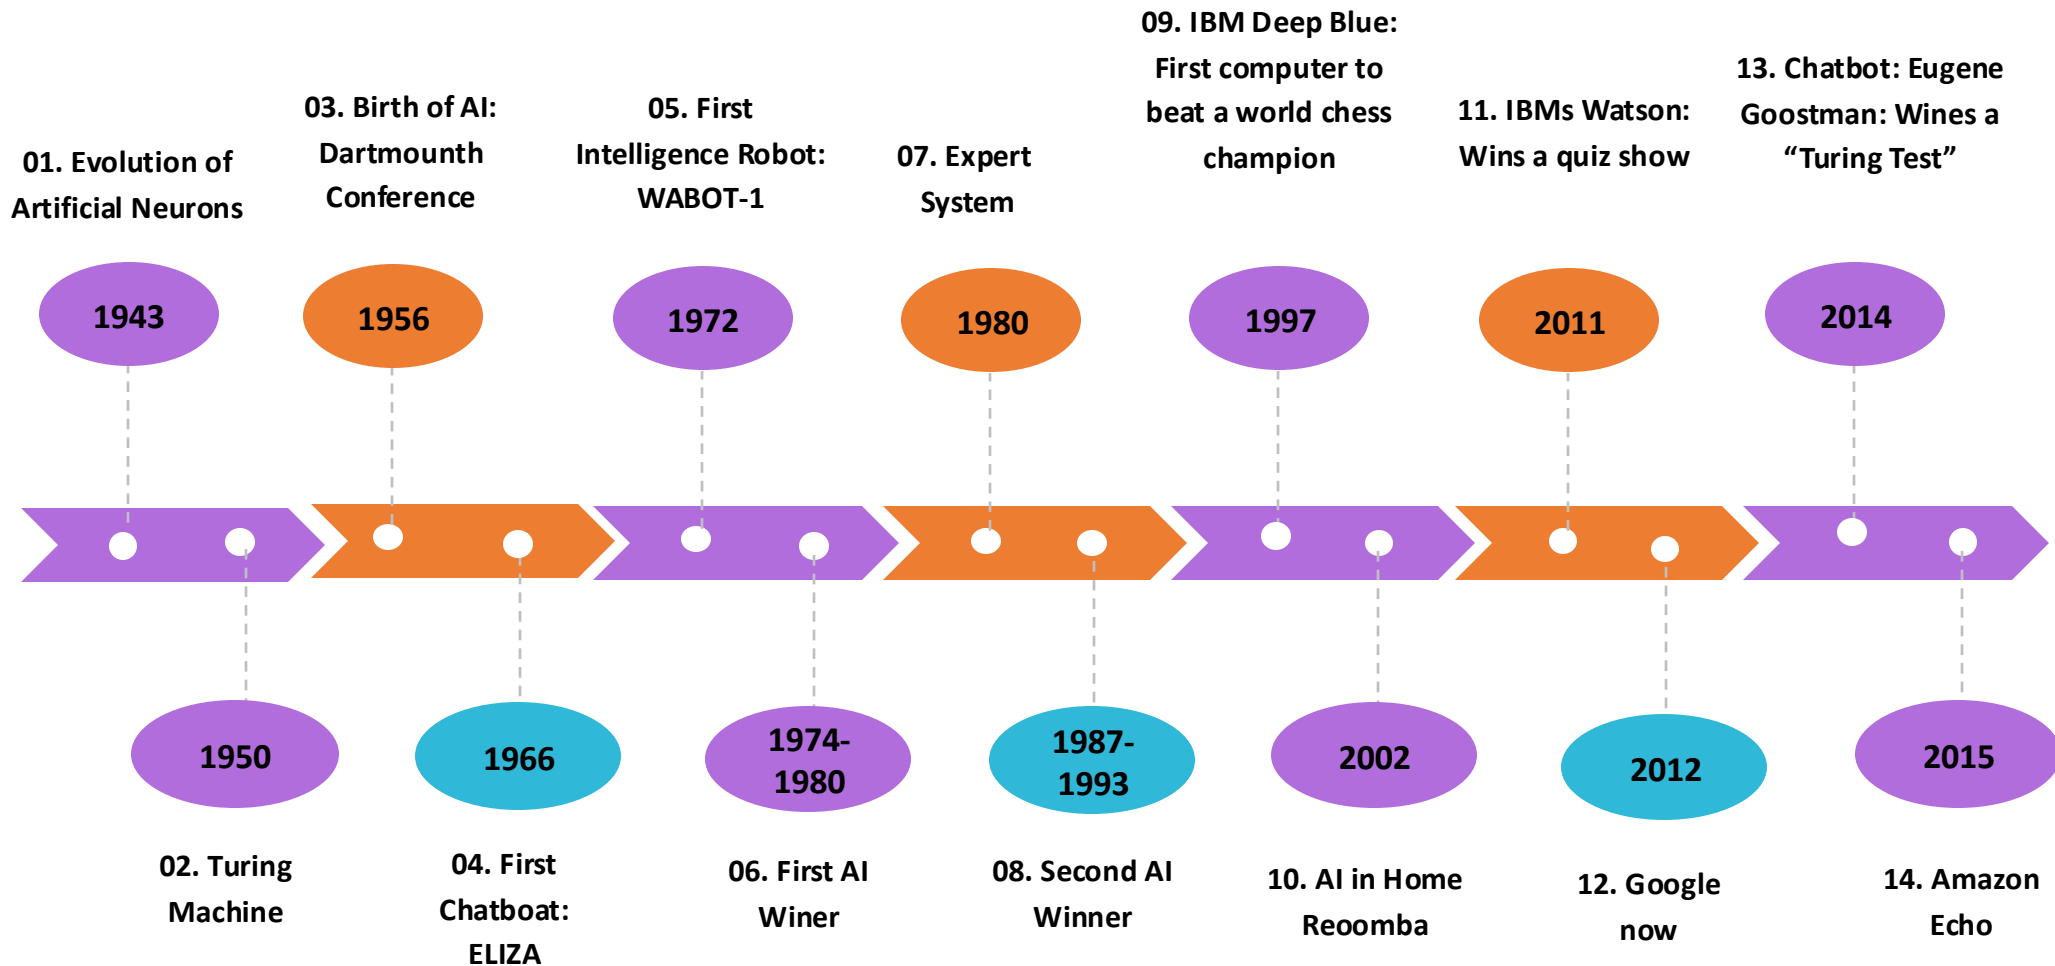 01. Evolution of
Artificial Neurons
03. Birth of AI:
Dartmounth
Conference
05. First
Intelligence Robot:
WABOT-1
07. Expert
System
09. IBM Deep Blue:
First computer to
beat a world chess
champion
11. IBMs Watson:
Wins a quiz show
13. Chatbot: Eugene
Goostman: Wines a
“Turing Test”
1943
1956
1972
1980
1997
2011
2014
1950
1966
1974-
1980
1987-
1993
2002
2012
2015
02. Turing
Machine
04. First
Chatboat:
ELIZA
06. First AI
Winer
08. Second AI
Winner
10. AI in Home
Reoomba
12. Google
now
14. Amazon
Echo